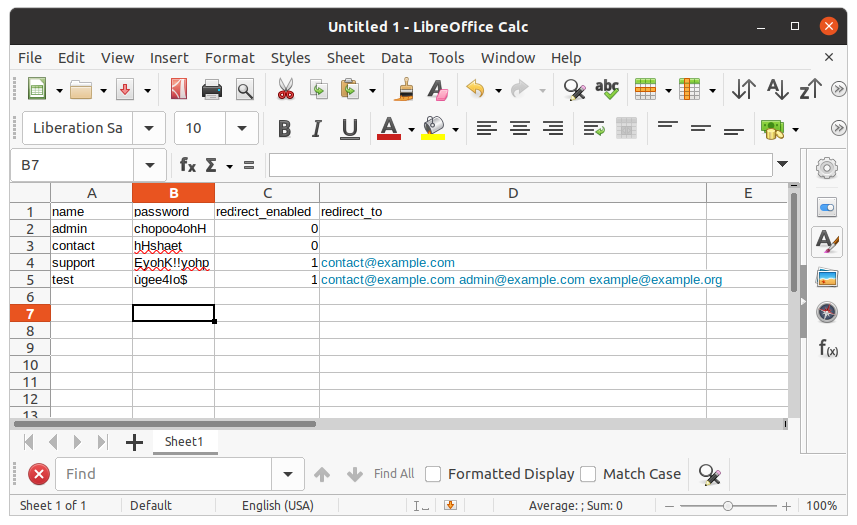 Untitled 1 - LibreOffice Calc
File Edit View Insert Format Styles Sheet Data Tools Window Help
abc
Liberation Sa 10 B I U A
B7 fx Σ =
A B C D E
1 name password redirect_enabled redirect_to
2 admin chopoo4ohH 0
3 contact hHshaet 0
4 support EyohK!!yohp 1 contact@example.com
5 test ügee4Io$ 1 contact@example.com admin@example.com example@example.org
6
7
8
9
10
11
12
13
Sheet1
Find Find All Formatted Display Match Case
Sheet 1 of 1 Default English (USA) Average: ; Sum: 0 100%